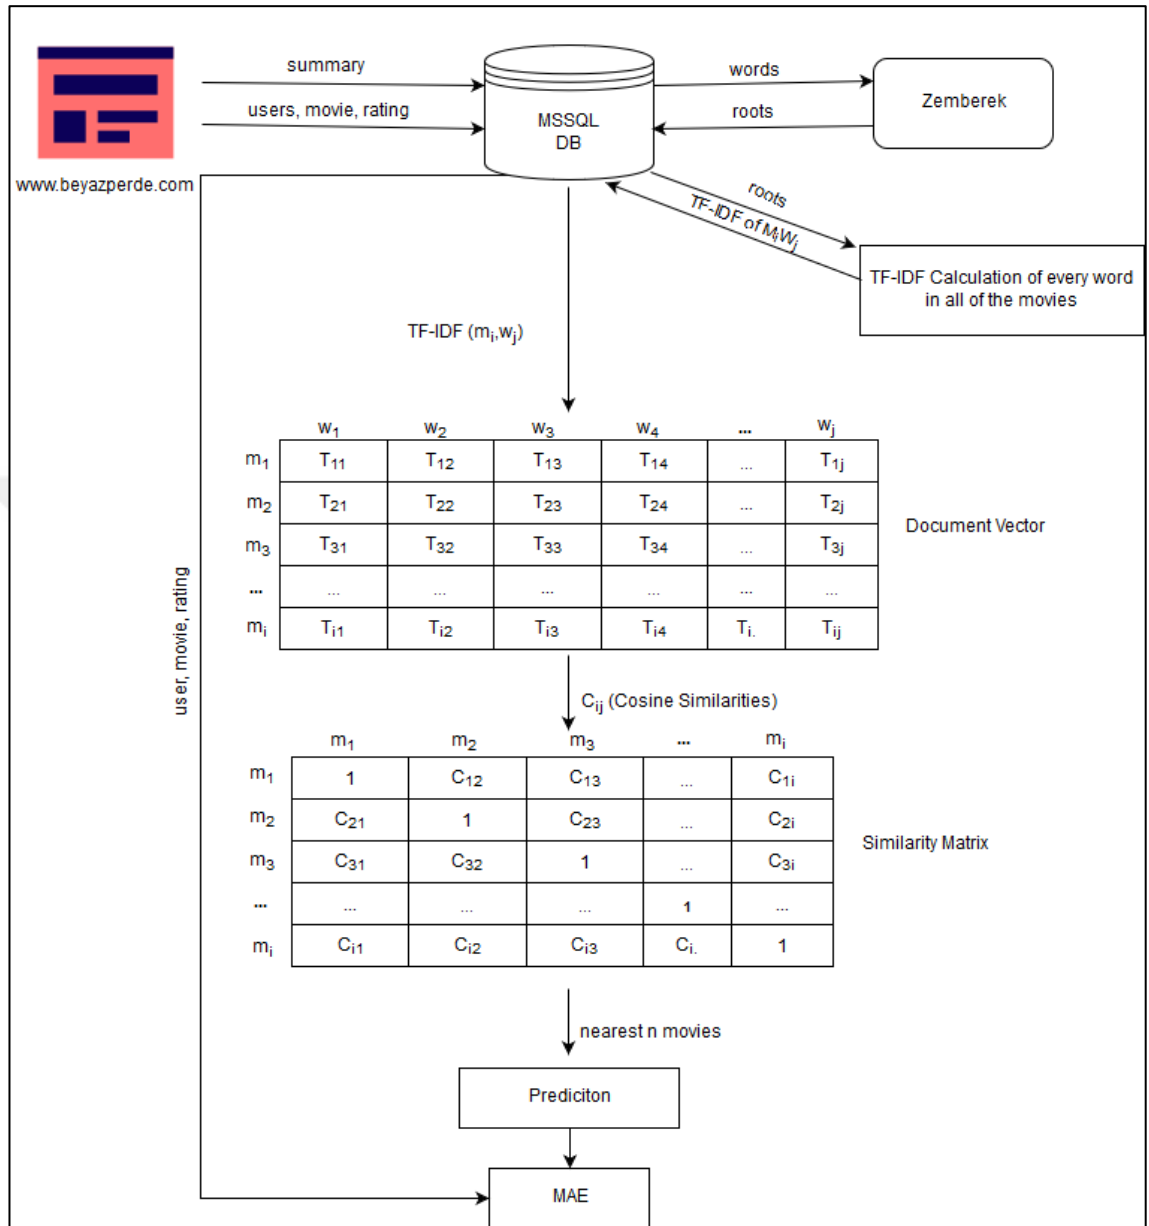 summary
users, movie, rating
www.beyazperde.com
MSSQL
DB
words
roots
Zemberek
roots
TF-IDF of MᵢWⱼ
TF-IDF Calculation of every word
in all of the movies
TF-IDF (mᵢ,wⱼ)
user, movie, rating
w₁ w₂ w₃ w₄ ... wⱼ
m₁ T₁₁ T₁₂ T₁₃ T₁₄ ... T₁ⱼ
m₂ T₂₁ T₂₂ T₂₃ T₂₄ ... T₂ⱼ
m₃ T₃₁ T₃₂ T₃₃ T₃₄ ... T₃ⱼ
... ... ... ... ... ... ...
mᵢ Tᵢ₁ Tᵢ₂ Tᵢ₃ Tᵢ₄ Tᵢ. Tᵢⱼ
Document Vector
Cᵢⱼ (Cosine Similarities)
m₁ m₂ m₃ ... mᵢ
m₁ 1 C₁₂ C₁₃ ... C₁ᵢ
m₂ C₂₁ 1 C₂₃ ... C₂ᵢ
m₃ C₃₁ C₃₂ 1 ... C₃ᵢ
... ... ... ... 1 ...
mᵢ Cᵢ₁ Cᵢ₂ Cᵢ₃ Cᵢ. 1
Similarity Matrix
nearest n movies
Prediciton
MAE